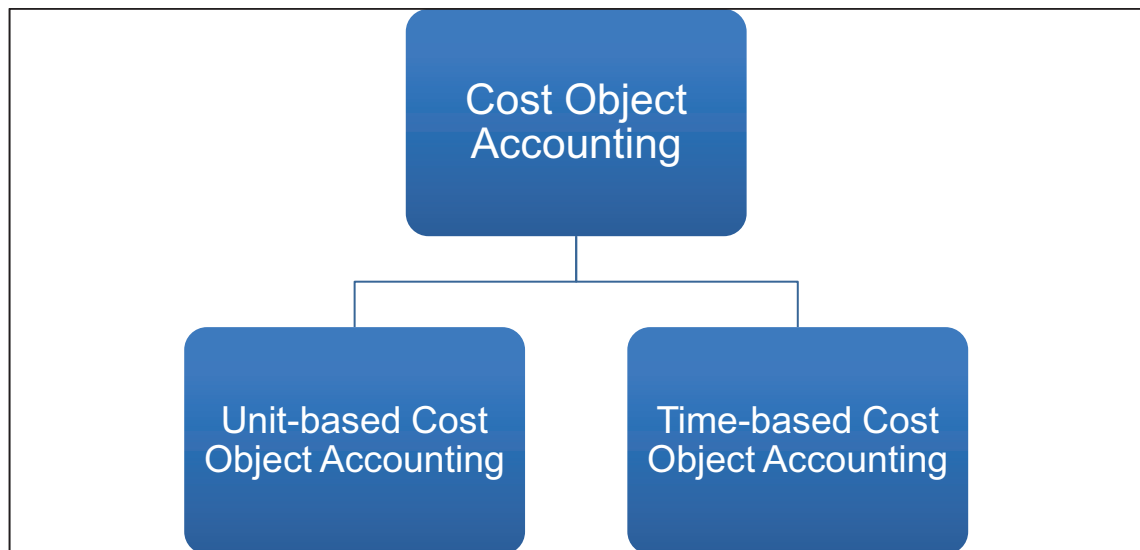 Cost Object
Accounting
Unit-based Cost
Object Accounting
Time-based Cost
Object Accounting